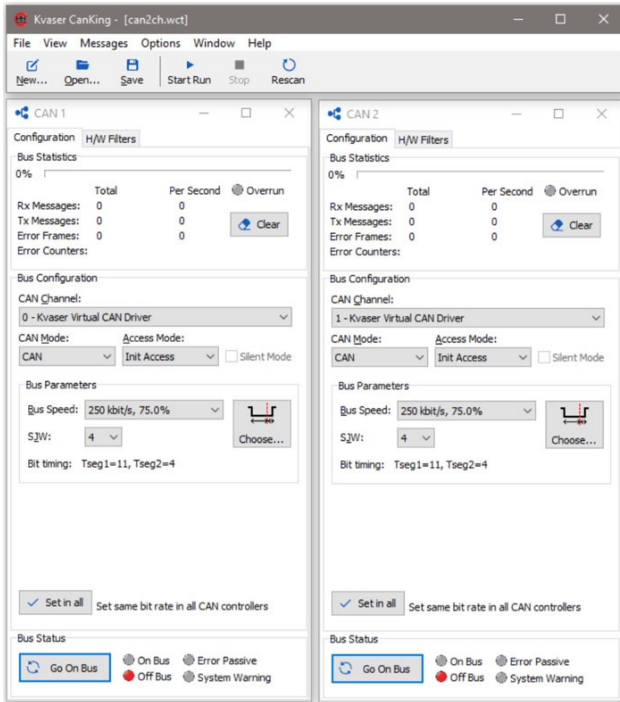 Kvaser CanKing - [can2ch.wct]
File View Messages Options Window Help
New... Open... Save Start Run Stop Rescan
CAN 1
Configuration H/W Filters
Bus Statistics
0%
Total Per Second Overrun
Rx Messages: 0 0
Tx Messages: 0 0 Clear
Error Frames: 0 0
Error Counters:
Bus Configuration
CAN Channel:
0 - Kvaser Virtual CAN Driver
CAN Mode: Access Mode:
CAN Init Access Silent Mode
Bus Parameters
Bus Speed: 250 kbit/s, 75.0%
SJW: 4 Choose...
Bit timing: Tseg1=11, Tseg2=4
Set in all Set same bit rate in all CAN controllers
Bus Status
Go On Bus On Bus Error Passive
Off Bus System Warning
CAN 2
Configuration H/W Filters
Bus Statistics
0%
Total Per Second Overrun
Rx Messages: 0 0
Tx Messages: 0 0 Clear
Error Frames: 0 0
Error Counters:
Bus Configuration
CAN Channel:
1 - Kvaser Virtual CAN Driver
CAN Mode: Access Mode:
CAN Init Access Silent Mode
Bus Parameters
Bus Speed: 250 kbit/s, 75.0%
SJW: 4 Choose...
Bit timing: Tseg1=11, Tseg2=4
Set in all Set same bit rate in all CAN controllers
Bus Status
Go On Bus On Bus Error Passive
Off Bus System Warning